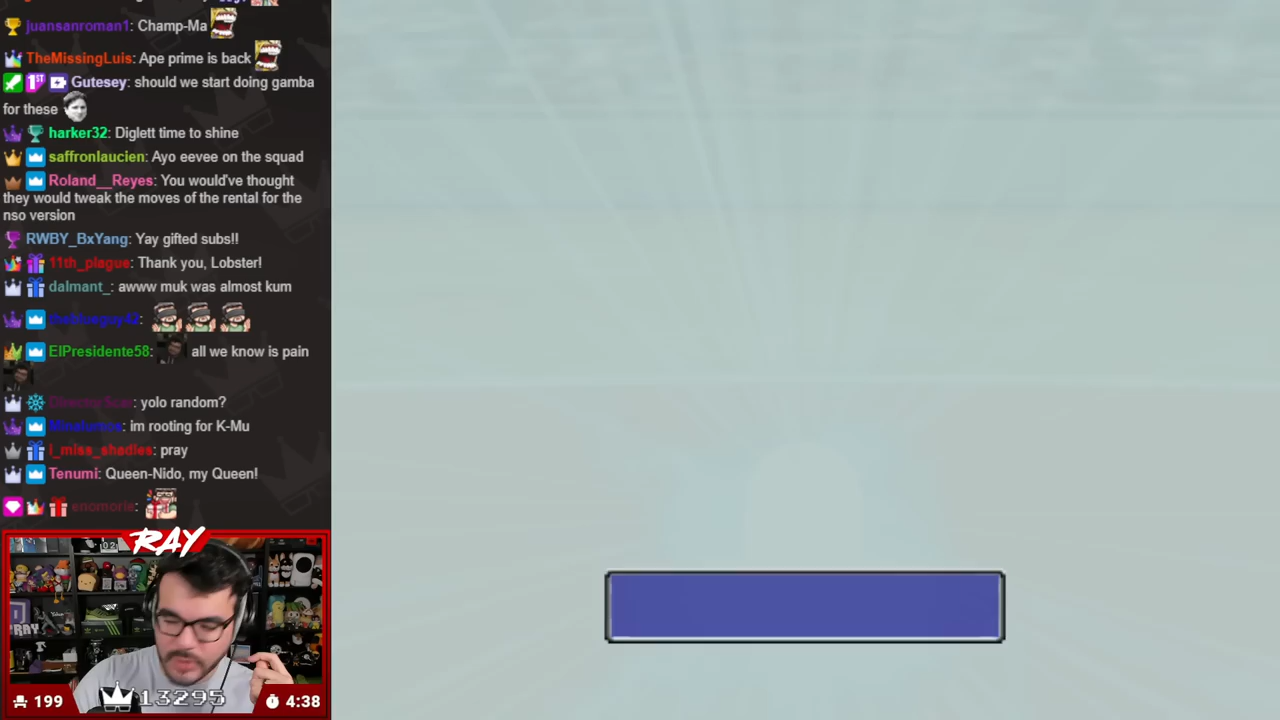 juansanroman1: Champ-Ma
TheMissingLuis: Ape prime is back
1ST Gutesey: should we start doing gamba
for these
harker32: Diglett time to shine
saffronlaucien: Ayo eevee on the squad
Roland__Reyes: You would've thought
they would tweak the moves of the rental for the
nso version
RWBY_BxYang: Yay gifted subs!!
11th_plague: Thank you, Lobster!
dalmant_: awww muk was almost kum
ElPresidente58: all we know is pain
yolo random?
im rooting for K-Mu
i_miss_shadles: pray
Tenumi: Queen-Nido, my Queen!
enomorie:
RAY
199
13295
4:38